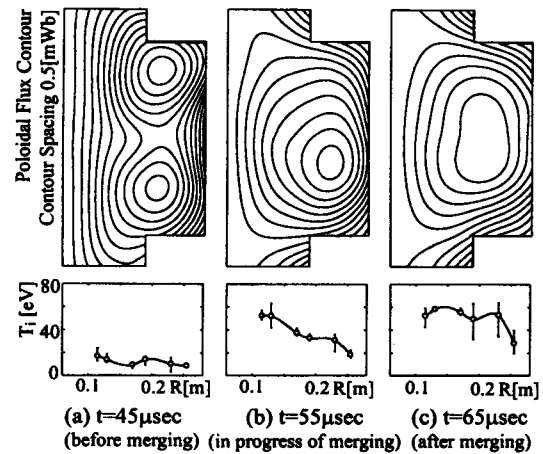 Poloidal Flux Contour
Contour Spacing 0.5[mWb]
T_i [eV]
80
40
0
0.1 0.2 R[m] 0.1 0.2 R[m] 0.1 0.2 R[m]
(a) t=45μsec (b) t=55μsec (c) t=65μsec
(before merging) (in progress of merging) (after merging)